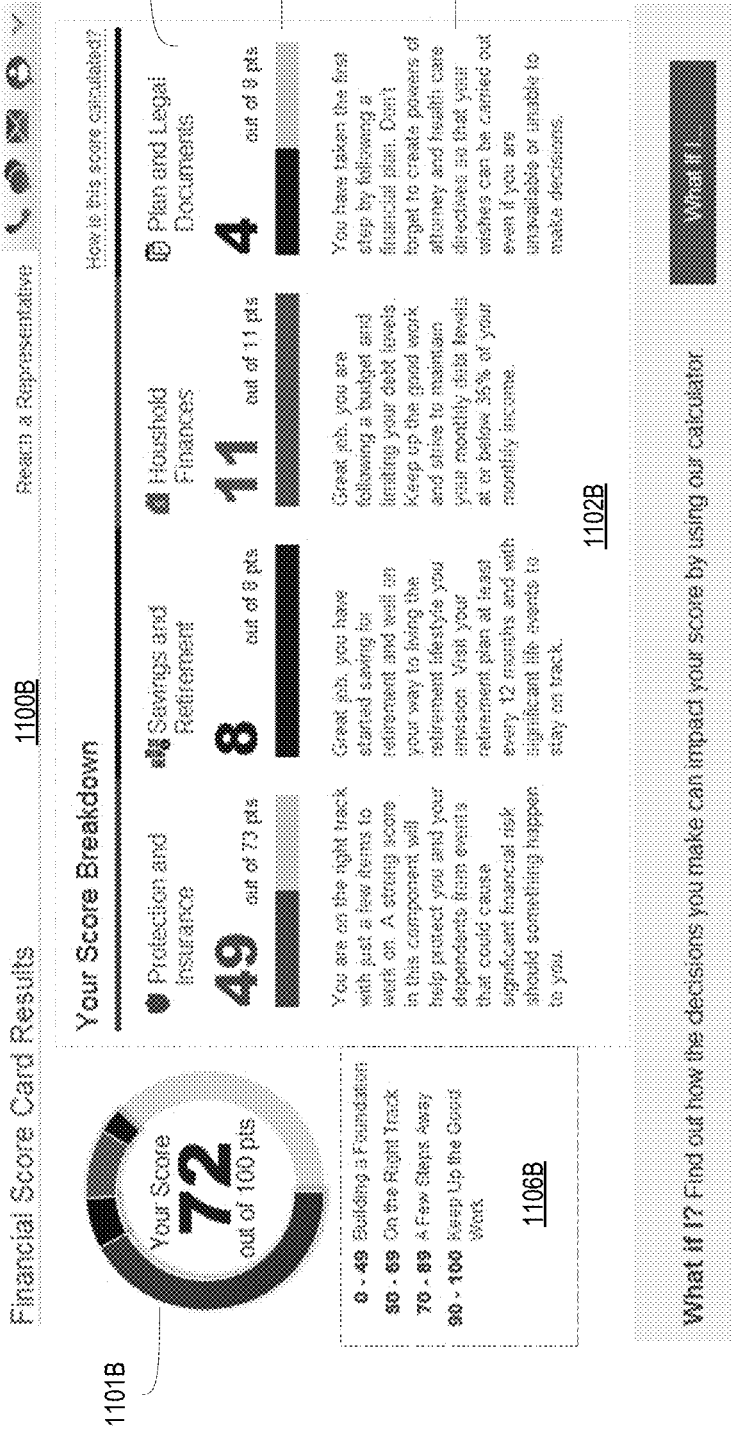 1100B
Financial Score Card Results
Reach a Representative
1101B
Your Score
72
out of 100 pts
0 - 49 Building a Foundation
50 - 69 On the Right Track
70 - 89 A Few Steps Away
90 - 100 Keep Up the Good
Work
1106B
Your Score Breakdown
How is this score calculated?
Protection and
Insurance
49 out of 73 pts
You are on the right track
with just a few items to
work on. A strong score
in this component will
help protect you and your
dependents from events
that could cause
significant financial risk
should something happen
to you.
Savings and
Retirement
8 out of 8 pts
Great job, you have
started saving for
retirement and well on
your way to living the
retirement lifestyle you
envision. Visit your
retirement plan at least
every 12 months and with
significant life events to
stay on track.
Houshold
Finances
11 out of 11 pts
Great job, you are
following a budget and
limiting your debt levels.
Keep up the good work
and strive to maintain
your monthly debt levels
at or below 35% of your
monthly income.
Plan and Legal
Documents
4 out of 8 pts
You have taken the first
step by following a
financial plan. Don't
forget to create powers of
attorney and health care
directives so that your
wishes can be carried out
even if you are
unavailable or unable to
make decisions.
1102B
What if I? Find out how the decisions you make can impact your score by using our calculator
What If I...